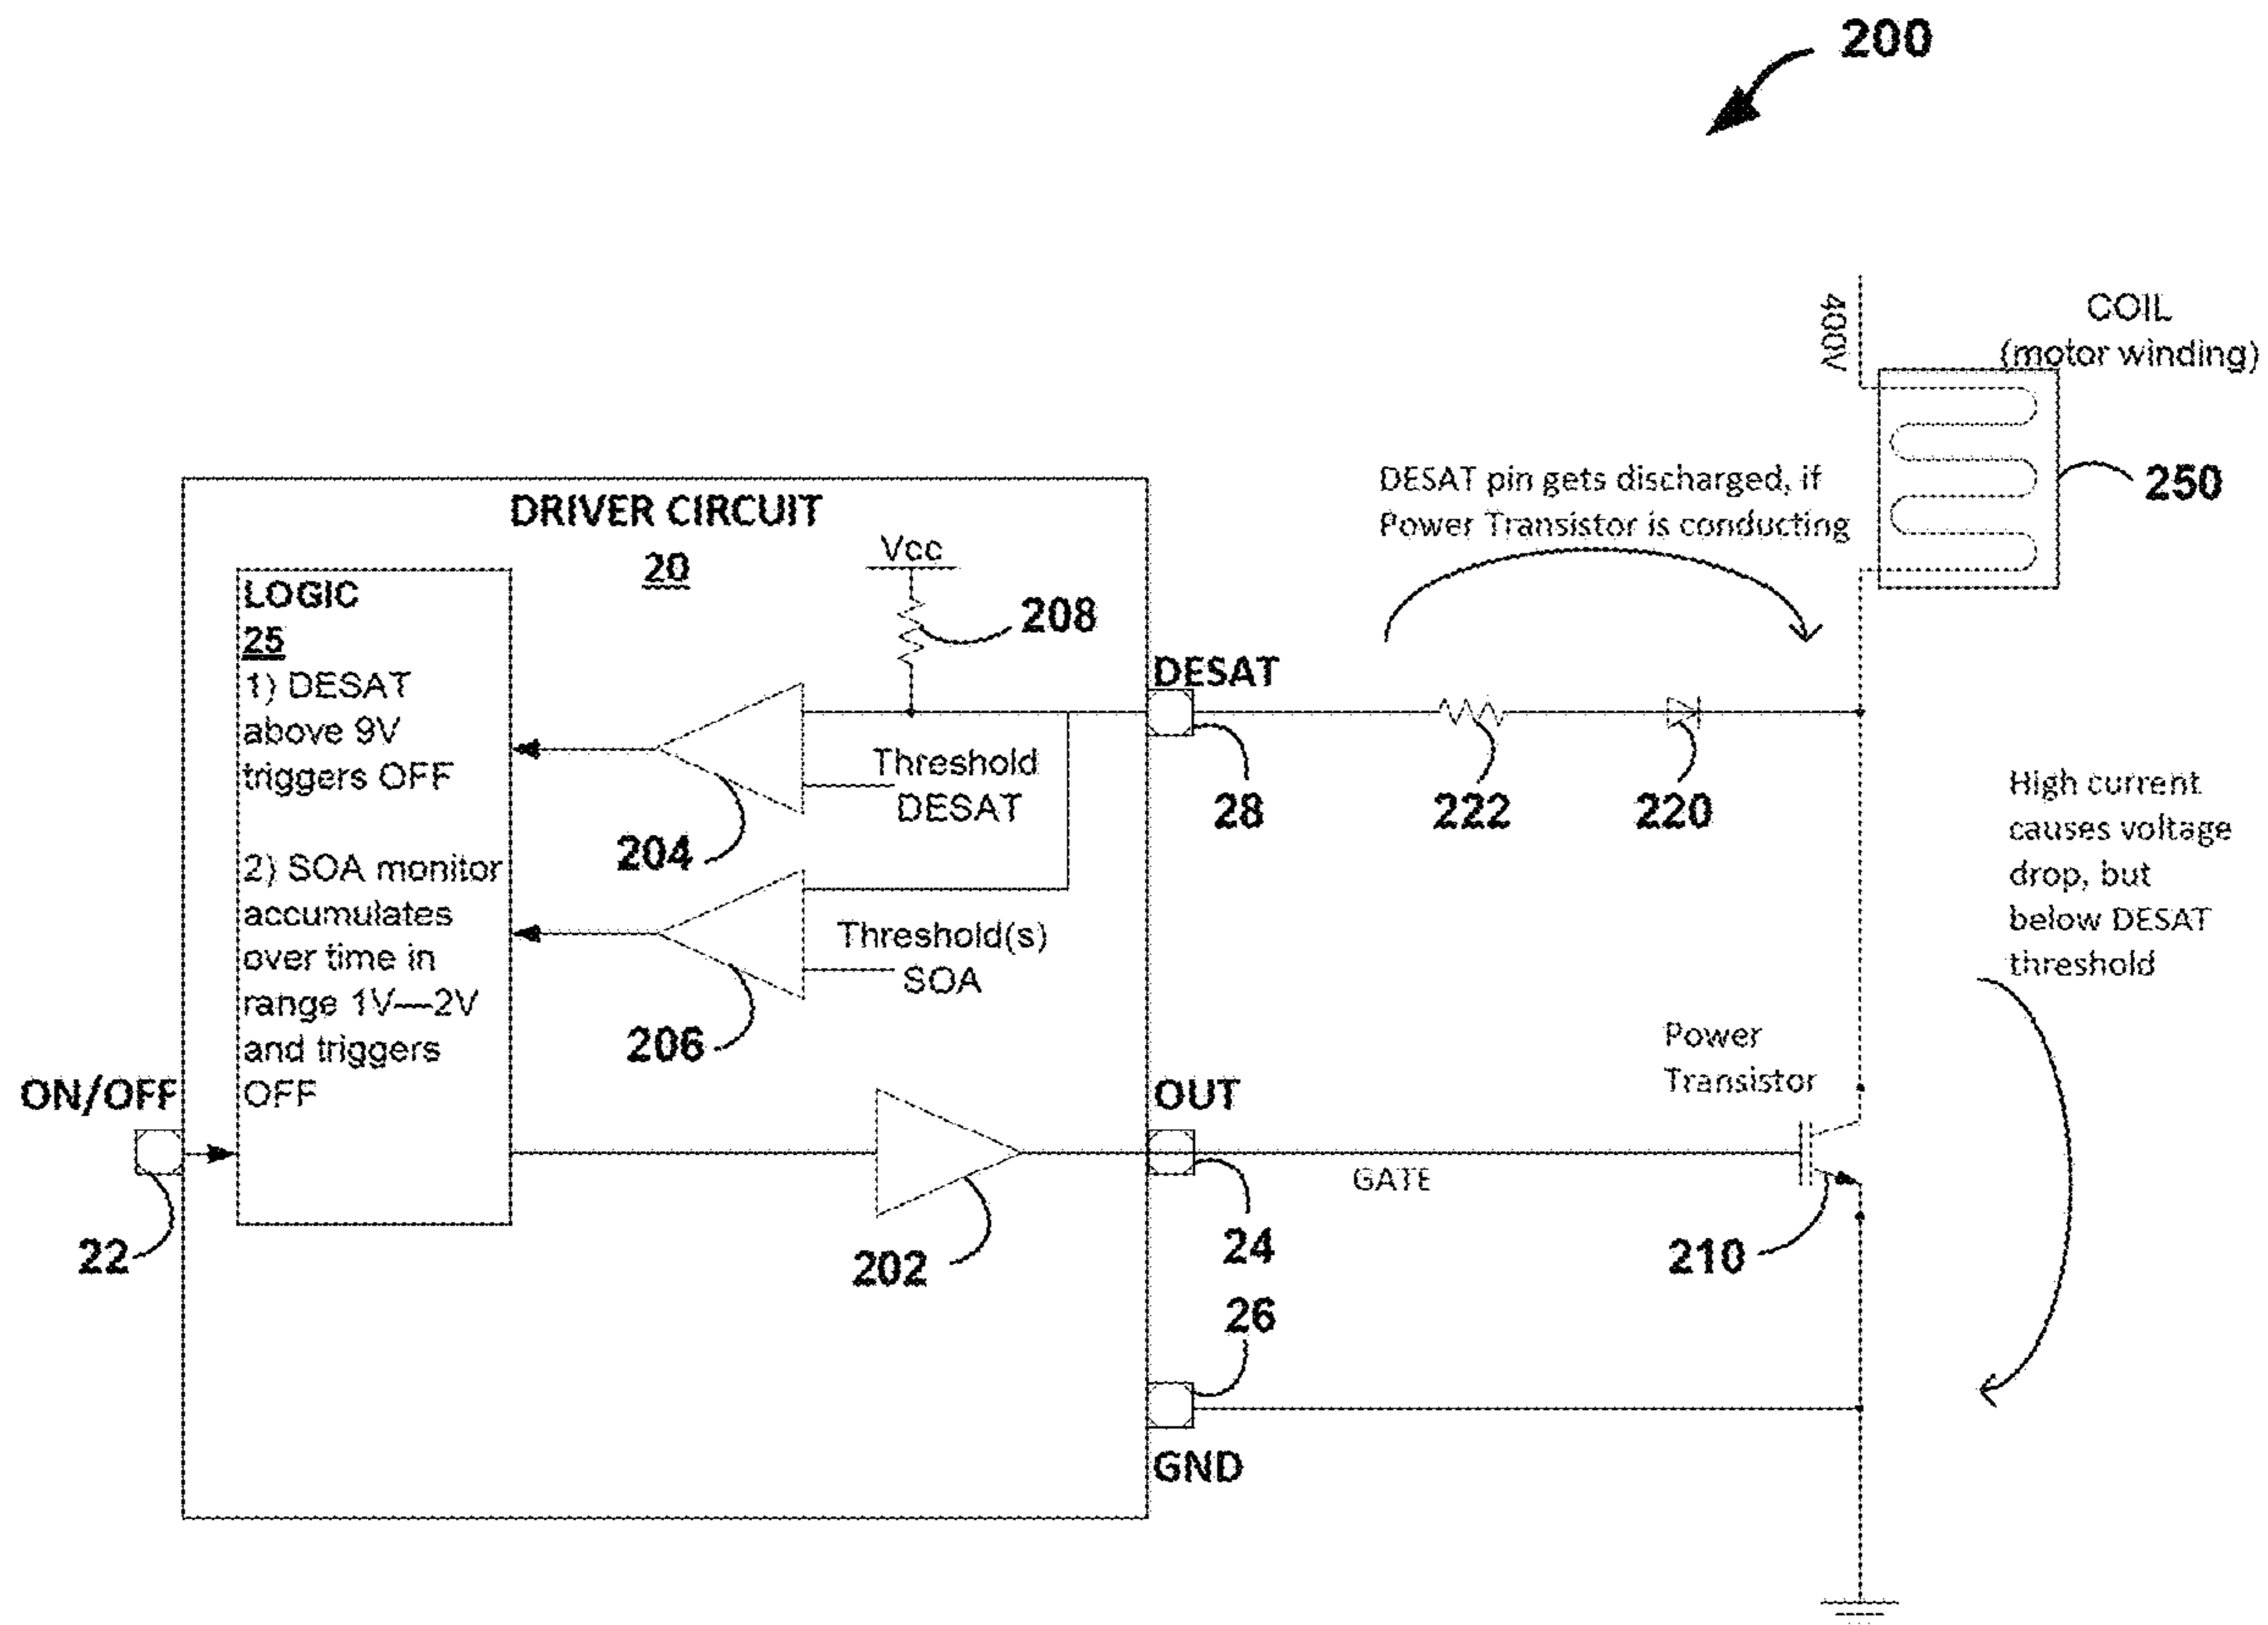 200
400V
COIL
(motor winding)
250
DESAT pin gets discharged, if
Power Transistor is conducting
DRIVER CIRCUIT
20
Vcc
208
LOGIC
25
1) DESAT
above 9V
triggers OFF
2) SOA monitor
accumulates
over time in
range 1V—2V
and triggers
OFF
DESAT
28
222
220
Threshold
DESAT
204
Threshold(s)
SOA
206
High current
causes voltage
drop, but
below DESAT
threshold
Power
Transistor
ON/OFF
22
202
OUT
24
GATE
210
26
GND